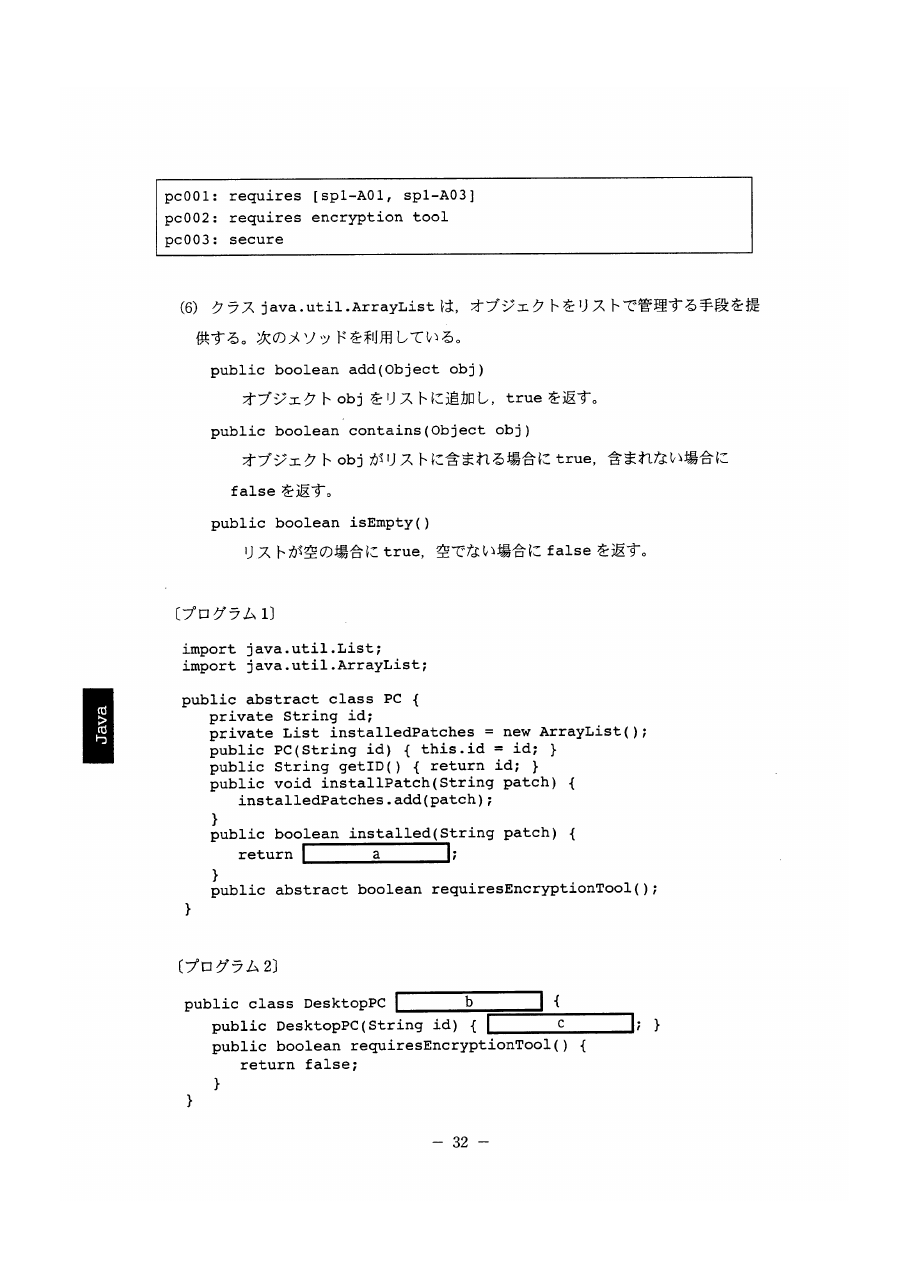 pc001: requires [spl-A01, spl-A03]
pc002: requires encryption tool
pc003: secure
(6) クラス java.util.ArrayList は，オブジェクトをリストで管理する手段を提
供する。次のメソッドを利用している。
public boolean add(Object obj)
オブジェクト obj をリストに追加し，true を返す。
public boolean contains(Object obj)
オブジェクト obj がリストに含まれる場合に true，含まれない場合に
false を返す。
public boolean isEmpty()
リストが空の場合に true，空でない場合に false を返す。
〔プログラム1〕
import java.util.List;
import java.util.ArrayList;
public abstract class PC {
private String id;
private List installedPatches = new ArrayList();
public PC(String id) { this.id = id; }
public String getID() { return id; }
public void installPatch(String patch) {
installedPatches.add(patch);
}
public boolean installed(String patch) {
return a ;
}
public abstract boolean requiresEncryptionTool();
}
Java
〔プログラム2〕
public class DesktopPC b {
public DesktopPC(String id) { c ; }
public boolean requiresEncryptionTool() {
return false;
}
}
− 32 −